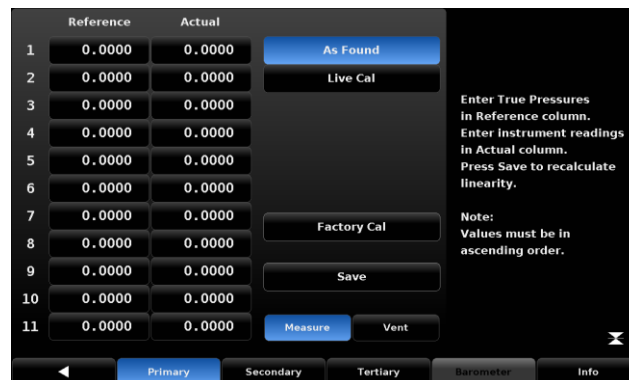 Reference Actual
1 0.0000 0.0000 As Found
2 0.0000 0.0000 Live Cal
3 0.0000 0.0000
4 0.0000 0.0000
5 0.0000 0.0000
6 0.0000 0.0000
7 0.0000 0.0000
Factory Cal
8 0.0000 0.0000
9 0.0000 0.0000 Save
10 0.0000 0.0000
11 0.0000 0.0000 Measure Vent
Enter True Pressures
in Reference column.
Enter instrument readings
in Actual column.
Press Save to recalculate
linearity.
Note:
Values must be in
ascending order.
Primary Secondary Tertiary Barometer Info